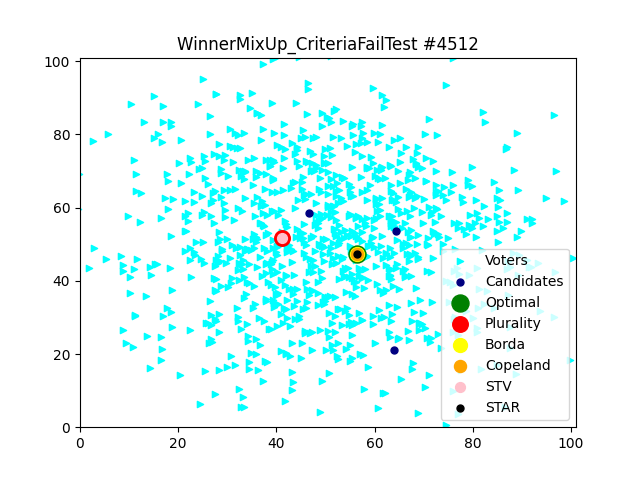 WinnerMixUp_CriteriaFailTest #4512
100
80
60
40
20
0
0 20 40 60 80 100
Voters
Candidates
Optimal
Plurality
Borda
Copeland
STV
STAR